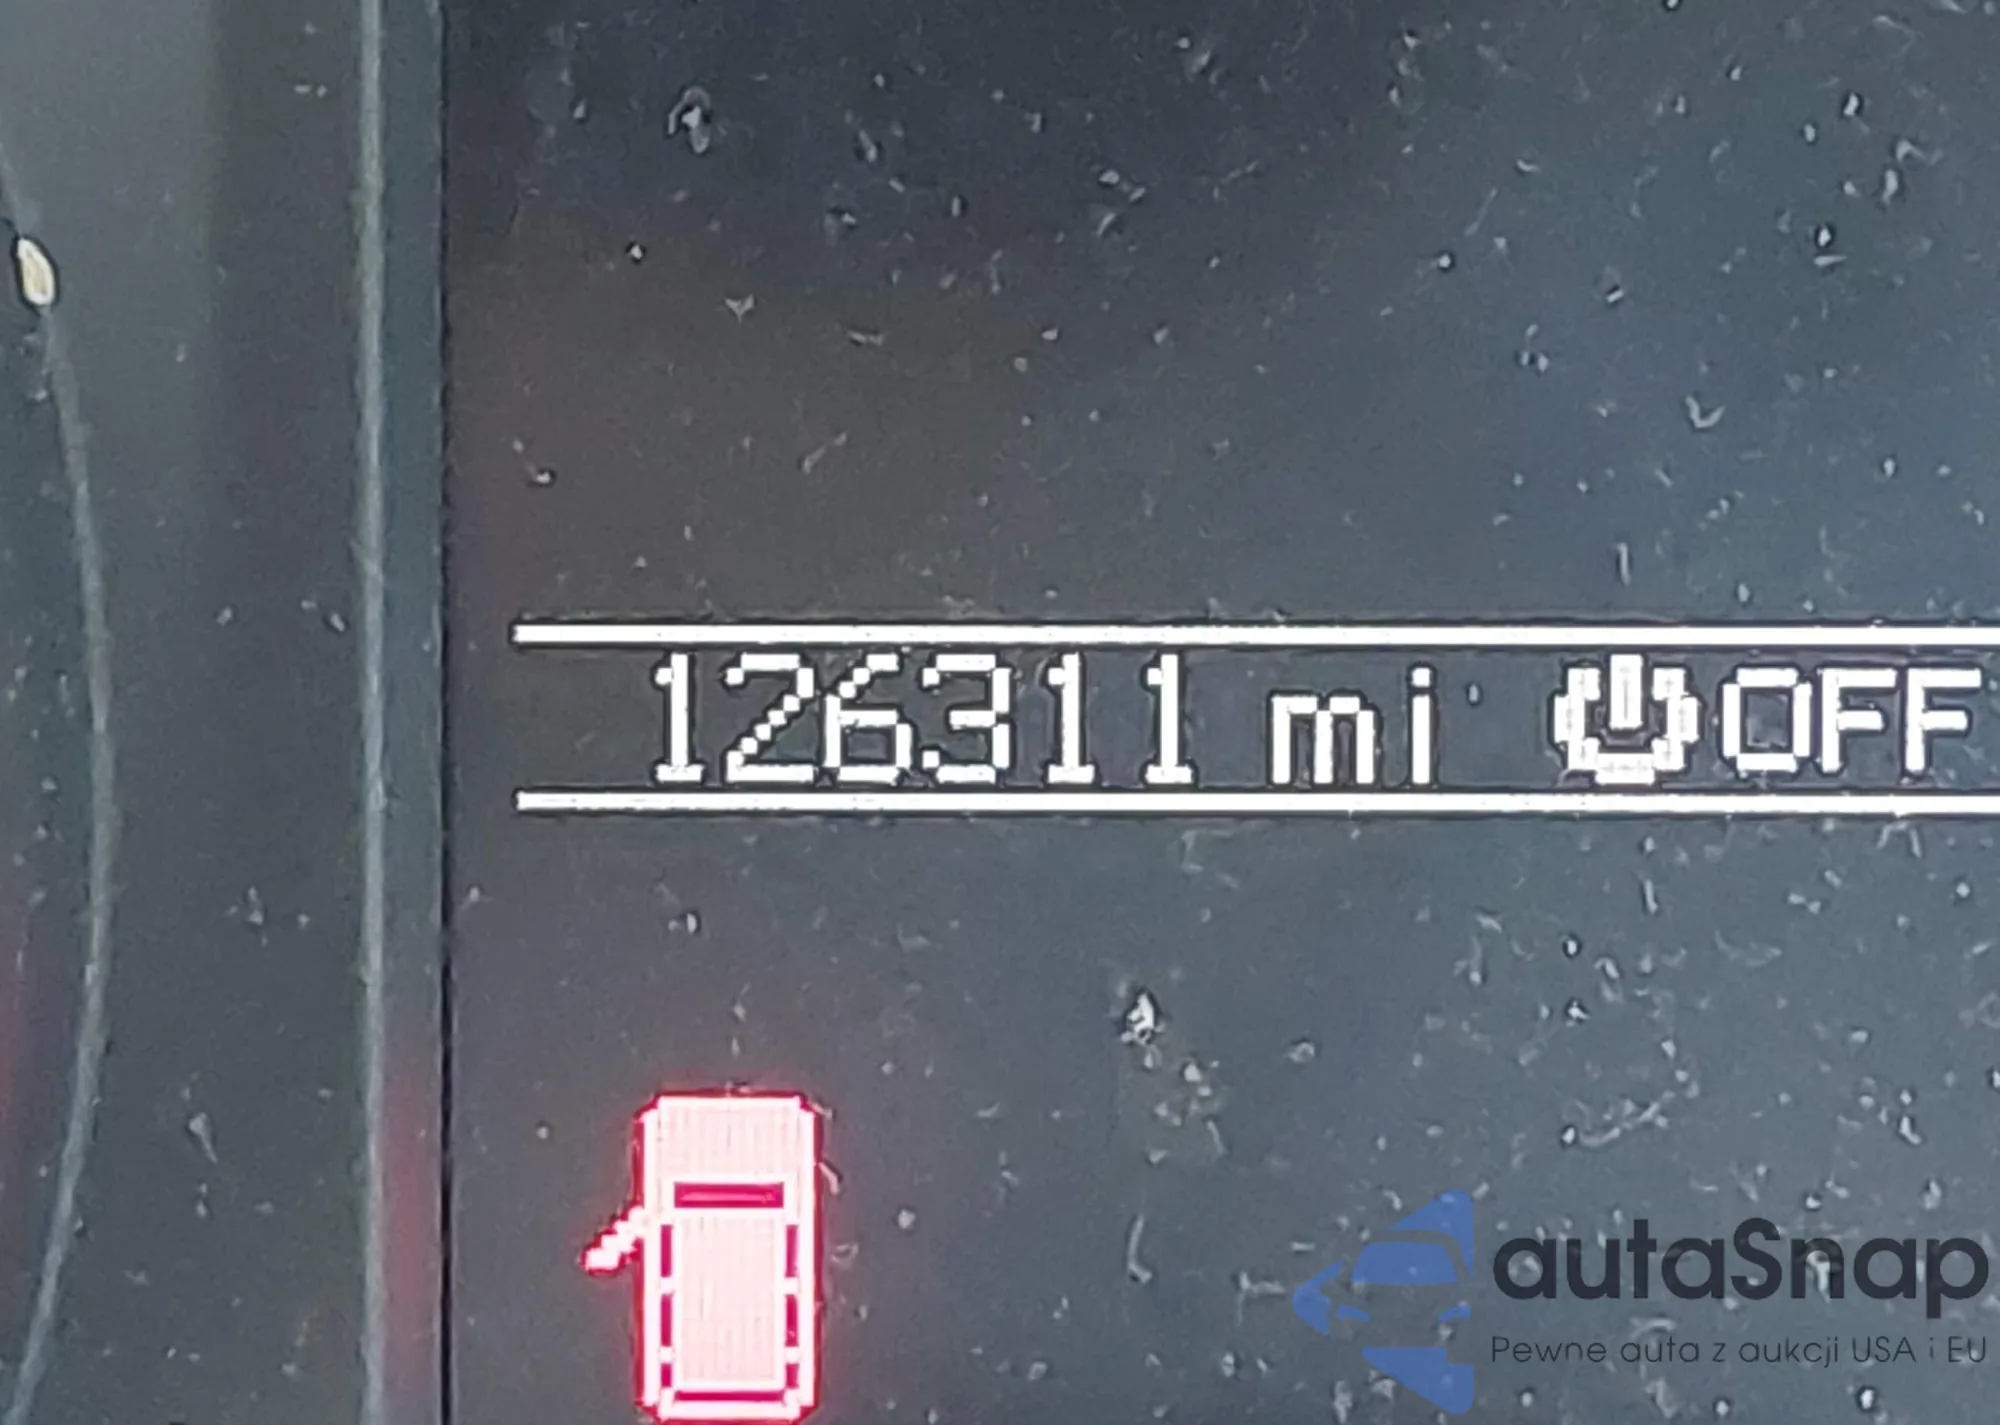 126311 mi OFF
autaSnap
Pewne auta z aukcji USA i EU